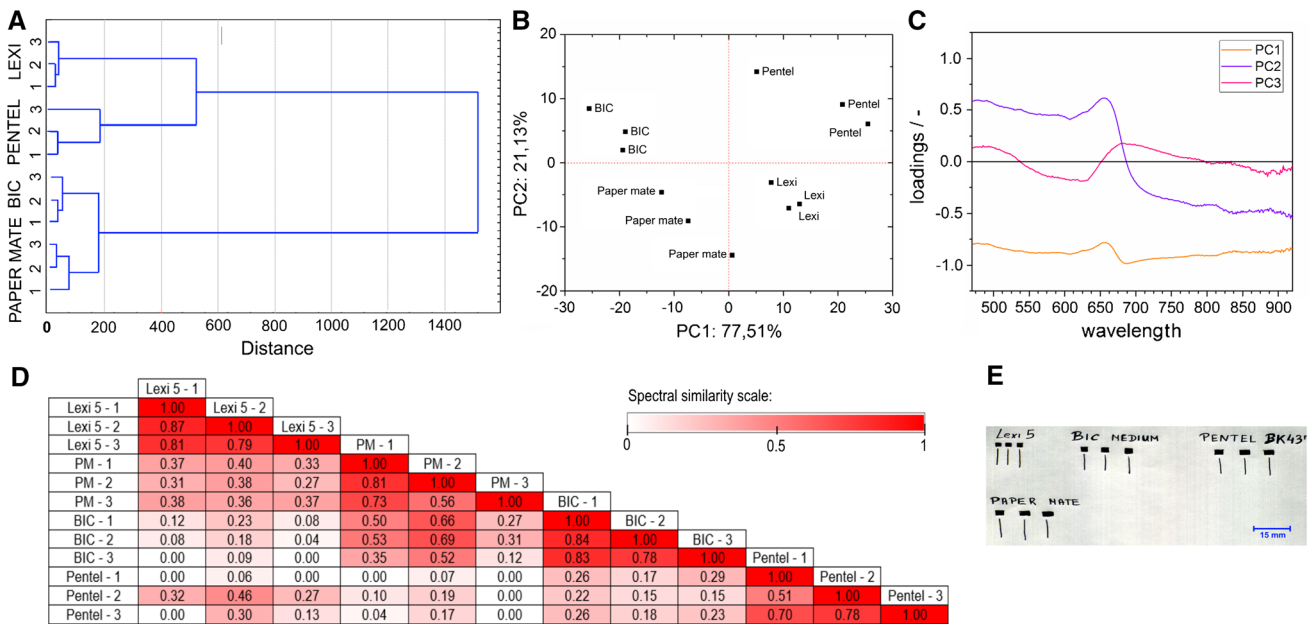 A
LEXI
3
2
1
PENTEL
3
2
1
BIC
3
2
1
PAPER MATE
3
2
1
0 200 400 600 800 1000 1200 1400
Distance
B
PC2: 21,13%
20
10
0
-10
-20
Pentel
Pentel
Pentel
BIC
BIC
BIC
Paper mate
Paper mate
Paper mate
Lexi
Lexi
Lexi
-30 -20 -10 0 10 20 30
PC1: 77,51%
C
loadings / -
1.0
0.5
0.0
-0.5
-1.0
PC1
PC2
PC3
500 550 600 650 700 750 800 850 900
wavelength
D
Spectral similarity scale:
0 0.5 1
Lexi 5 - 1
Lexi 5 - 1 1.00 Lexi 5 - 2
Lexi 5 - 2 0.87 1.00 Lexi 5 - 3
Lexi 5 - 3 0.81 0.79 1.00 PM - 1
PM - 1 0.37 0.40 0.33 1.00 PM - 2
PM - 2 0.31 0.38 0.27 0.81 1.00 PM - 3
PM - 3 0.38 0.36 0.37 0.73 0.56 1.00 BIC - 1
BIC - 1 0.12 0.23 0.08 0.50 0.66 0.27 1.00 BIC - 2
BIC - 2 0.08 0.18 0.04 0.53 0.69 0.31 0.84 1.00 BIC - 3
BIC - 3 0.00 0.09 0.00 0.35 0.52 0.12 0.83 0.78 1.00 Pentel - 1
Pentel - 1 0.00 0.06 0.00 0.00 0.07 0.00 0.26 0.17 0.29 1.00 Pentel - 2
Pentel - 2 0.32 0.46 0.27 0.10 0.19 0.00 0.22 0.15 0.15 0.51 1.00 Pentel - 3
Pentel - 3 0.00 0.30 0.13 0.04 0.17 0.00 0.26 0.18 0.23 0.70 0.78 1.00
E
Lexi 5 BIC MEDIUM PENTEL
PAPER MATE
15 mm